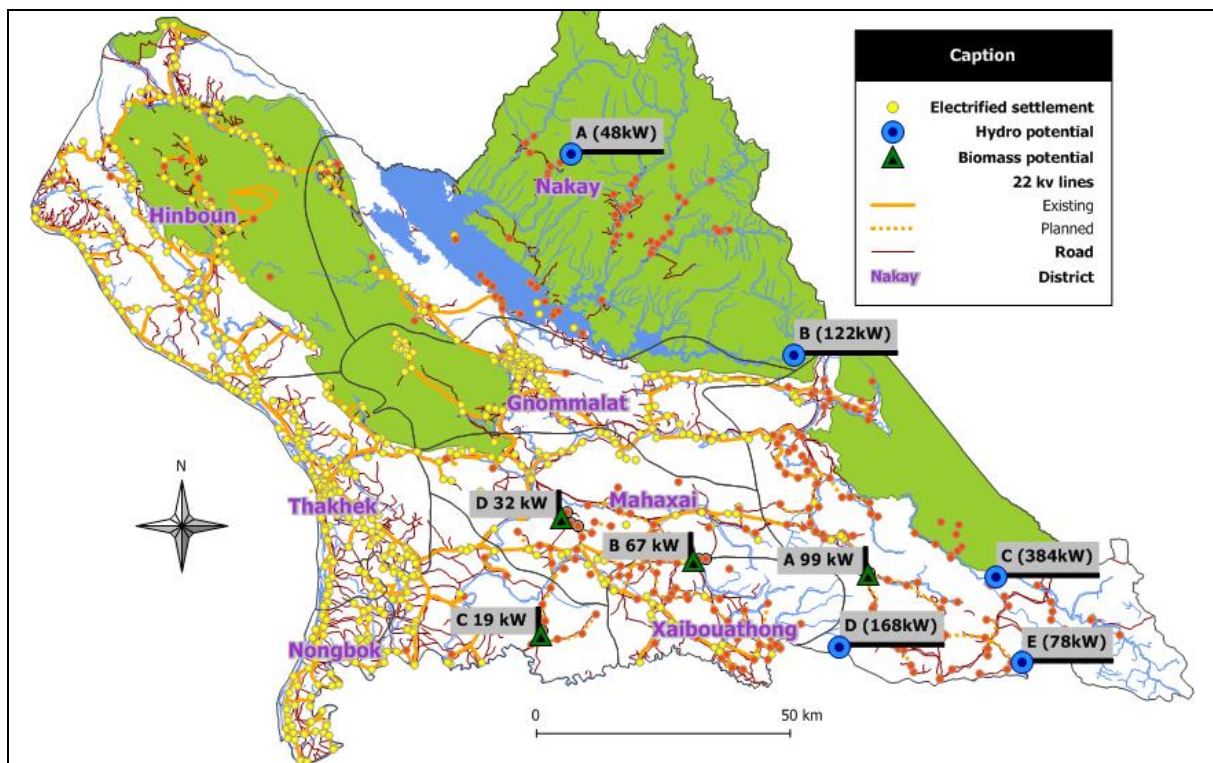 Caption
Electrified settlement
Hydro potential
Biomass potential
22 kv lines
Existing
Planned
Road
Nakay District
A (48kW)
Nakay
Hinboun
B (122kW)
Gnommalat
N
Thakhek
D 32 kW
Mahaxai
B 67 kW
A 99 kW
C (384kW)
C 19 kW
Xaibouathong
D (168kW)
E (78kW)
Nongbok
0 50 km